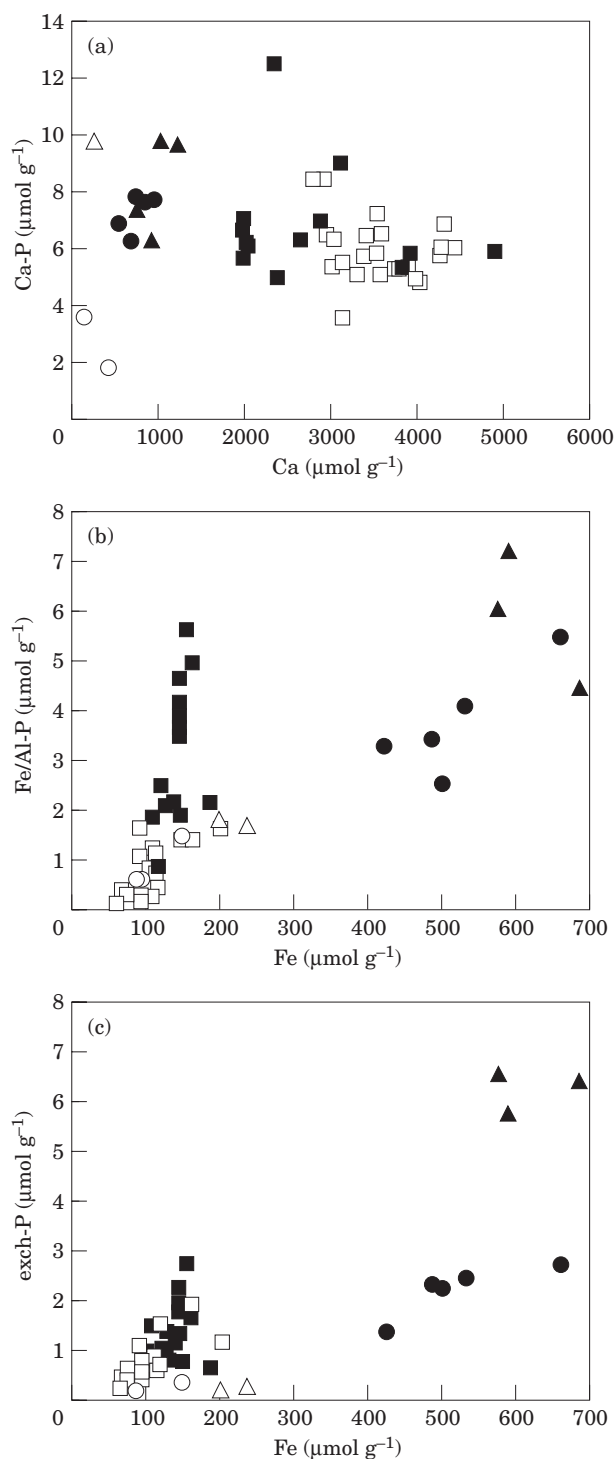 (a)
14
12
10
8
6
4
2
0
Ca-P (μmol g⁻¹)
1000 2000 3000 4000 5000 6000
Ca (μmol g⁻¹)
(b)
8
7
6
5
4
3
2
1
0
Fe/Al-P (μmol g⁻¹)
100 200 300 400 500 600 700
Fe (μmol g⁻¹)
(c)
8
7
6
5
4
3
2
1
0
exch-P (μmol g⁻¹)
100 200 300 400 500 600 700
Fe (μmol g⁻¹)